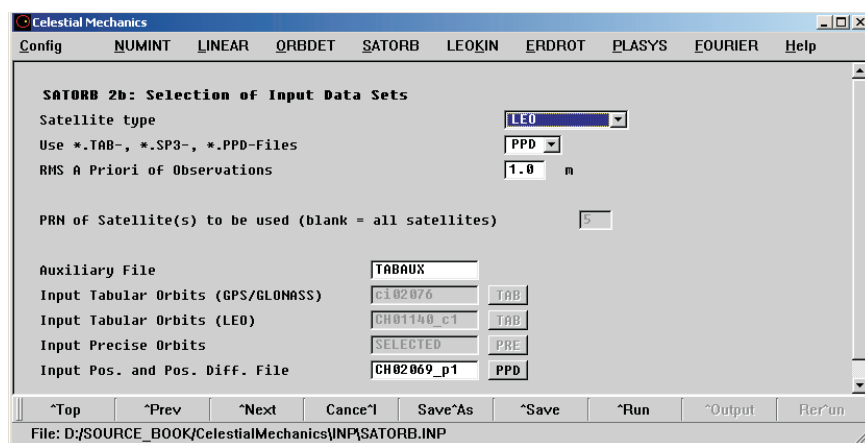 Celestial Mechanics
Config NUMINT LINEAR ORBDET SATORB LEOKIN ERDROT PLASYS FOURIER Help
SATORB 2b: Selection of Input Data Sets
Satellite type LEO
Use *.TAB-, *.SP3-, *.PPD-Files PPD
RMS A Priori of Observations 1.0 m
PRN of Satellite(s) to be used (blank = all satellites) 5
Auxiliary File TABAUX
Input Tabular Orbits (GPS/GLONASS) ci02076 TAB
Input Tabular Orbits (LEO) CH01140_c1 TAB
Input Precise Orbits SELECTED PRE
Input Pos. and Pos. Diff. File CH02069_p1 PPD
^Top ^Prev ^Next Cance^l Save^As ^Save ^Run ^Output Rer^un
File: D:/SOURCE_BOOK/CelestialMechanics\INP\SATORB.INP